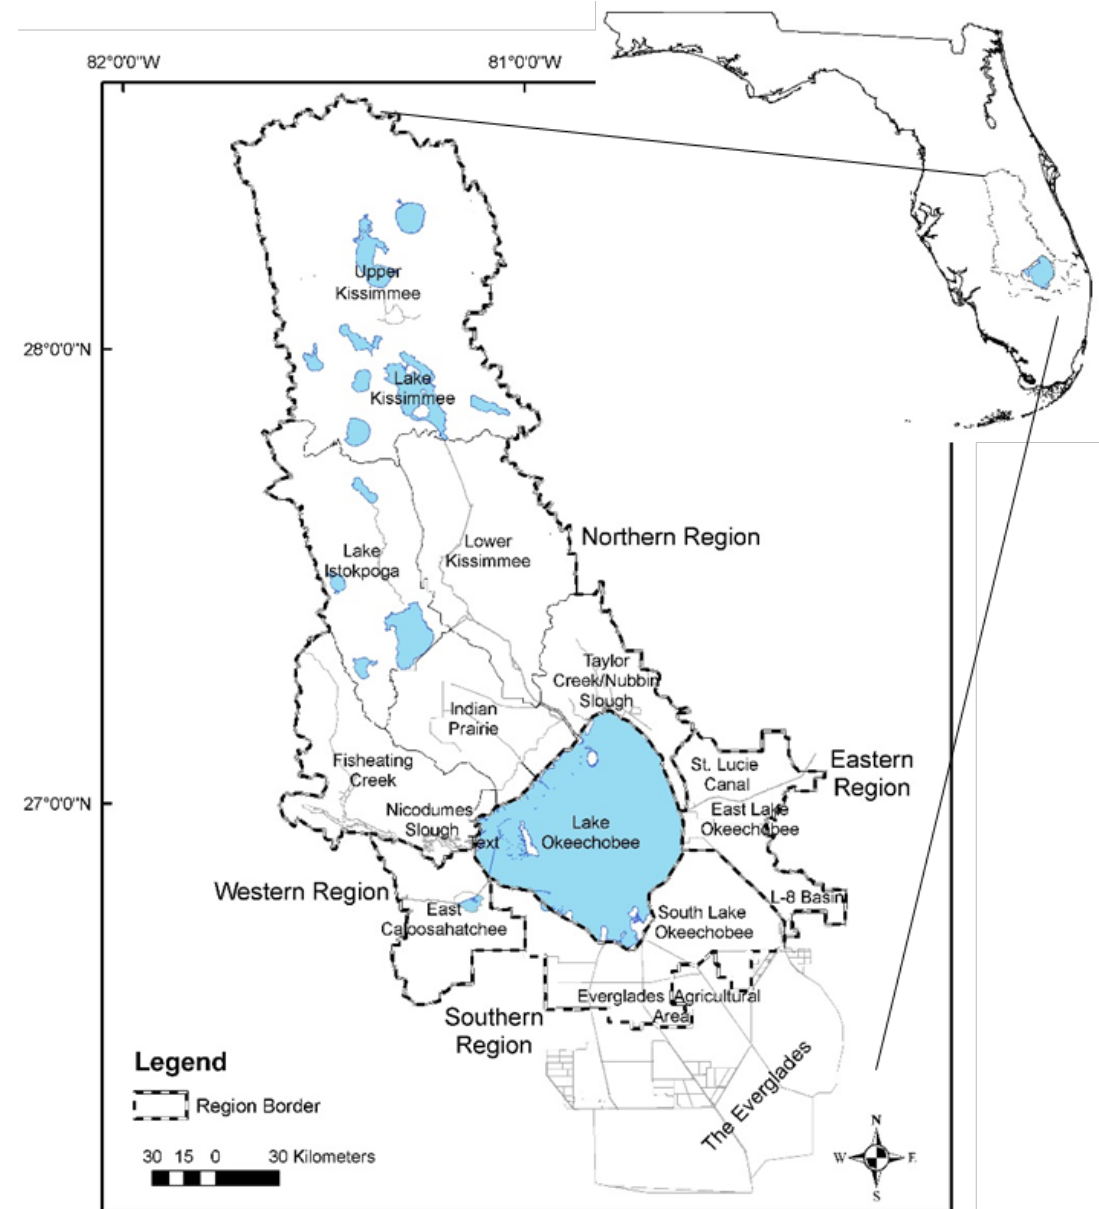 82°0'0"W
81°0'0"W
28°0'0"N
27°0'0"N
Upper
Kissimmee
Lake
Kissimmee
Northern Region
Lower
Kissimmee
Lake
Istokpoga
Taylor
Creek/Nubbin
Slough
Indian
Prairie
Fisheating
Creek
Nicodumes
Slough
Text
Lake
Okeechobee
St. Lucie
Canal
Eastern
Region
East Lake
Okeechobee
Western Region
L-8 Basin
East
Caloosahatchee
South Lake
Okeechobee
Everglades Agricultural
Area
Southern
Region
The Everglades
Legend
Region Border
30 15 0 30 Kilometers
N
W E
S